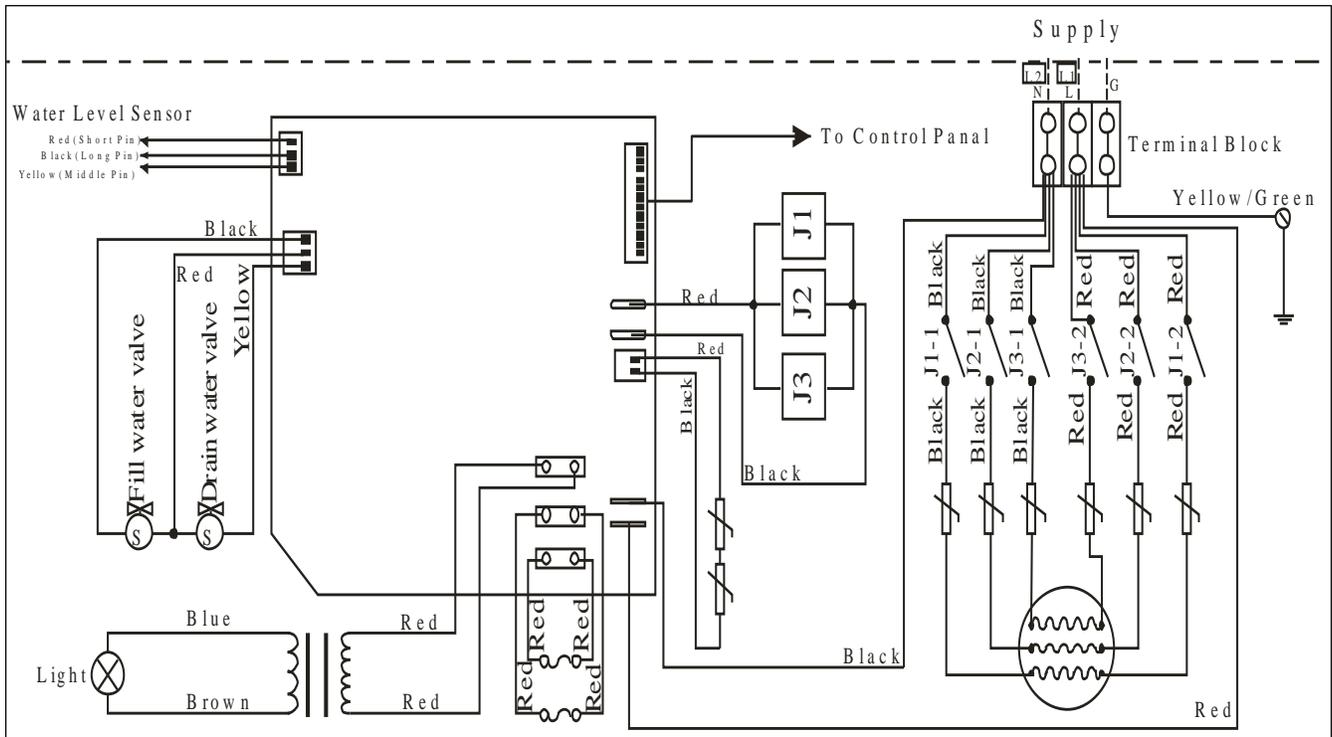 Supply
L2 L1
N L G
Water Level Sensor
Red(Short Pin)
Black(Long Pin)
Yellow(Middle Pin)
To Control Panal
Terminal Block
Yellow/Green
Black
Red
Yellow
Fill water valve
Drain water valve
S S
Red
J1
J2
J3
Red
Black
Black
Black Black Black Red Red Red
J1-1 J2-1 J3-1 J3-2 J2-2 J1-2
Black Black Black Red Red Red
Blue
Light
Brown
Red
Red
Red Red
Red Red
Black
Red